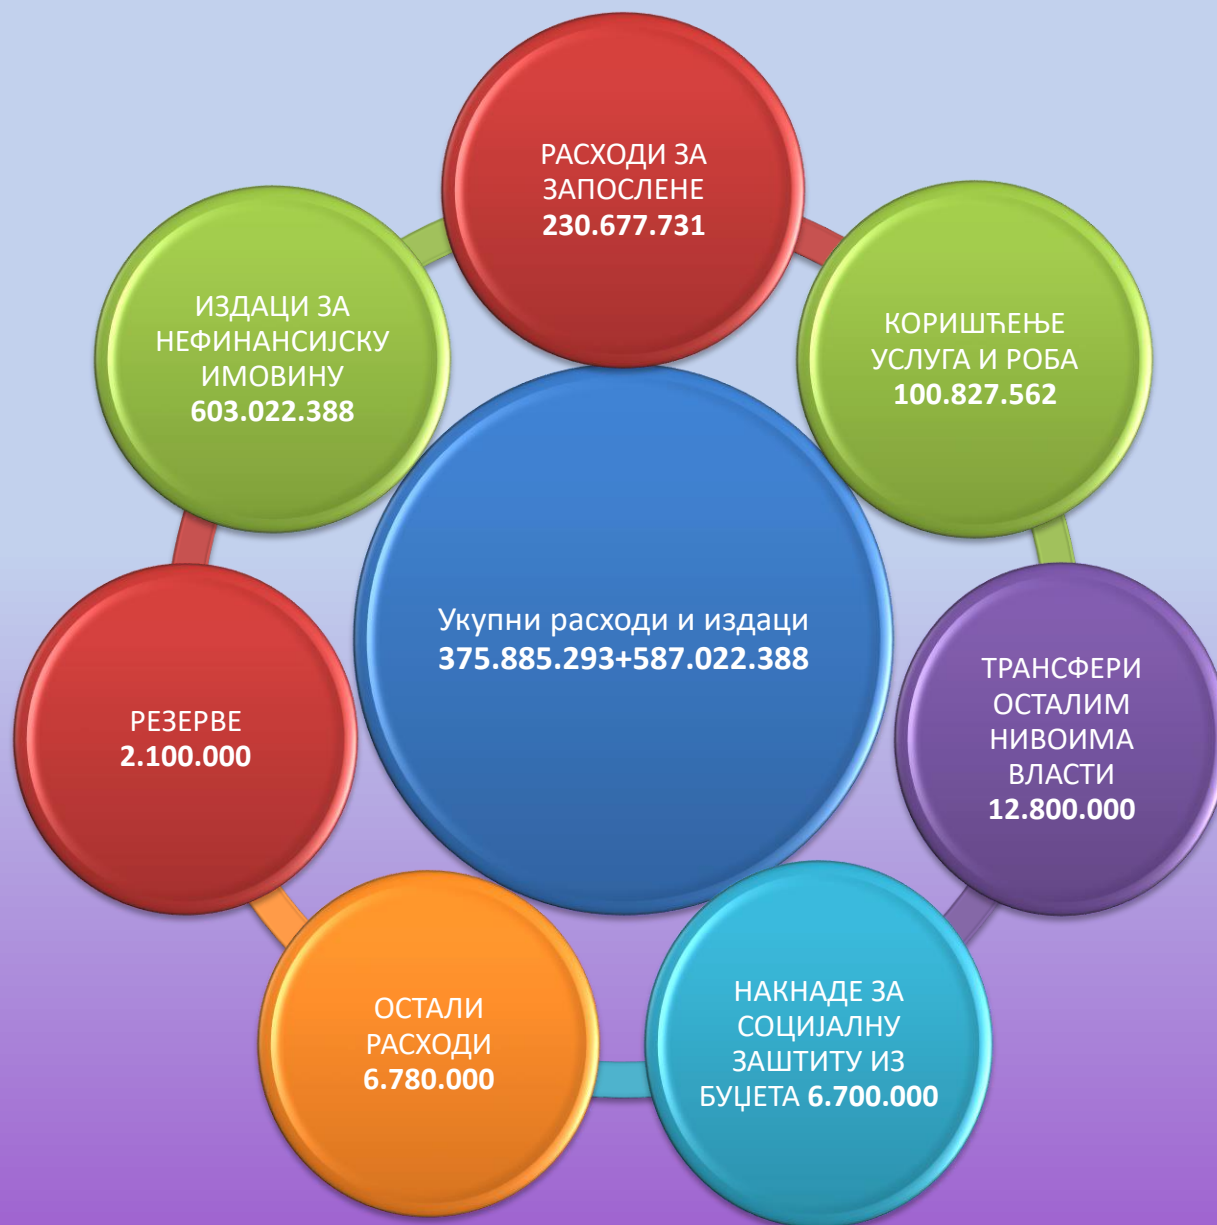 РАСХОДИ ЗА
ЗАПОСЛЕНЕ
230.677.731
КОРИШЋЕЊЕ
УСЛУГА И РОБА
100.827.562
ТРАНСФЕРИ
ОСТАЛИМ
НИВОИМА
ВЛАСТИ
12.800.000
НАКНАДЕ ЗА
СОЦИЈАЛНУ
ЗАШТИТУ ИЗ
БУЏЕТА 6.700.000
ОСТАЛИ
РАСХОДИ
6.780.000
РЕЗЕРВЕ
2.100.000
ИЗДАЦИ ЗА
НЕФИНАНСИЈСКУ
ИМОВИНУ
603.022.388
Укупни расходи и издаци
375.885.293+587.022.388